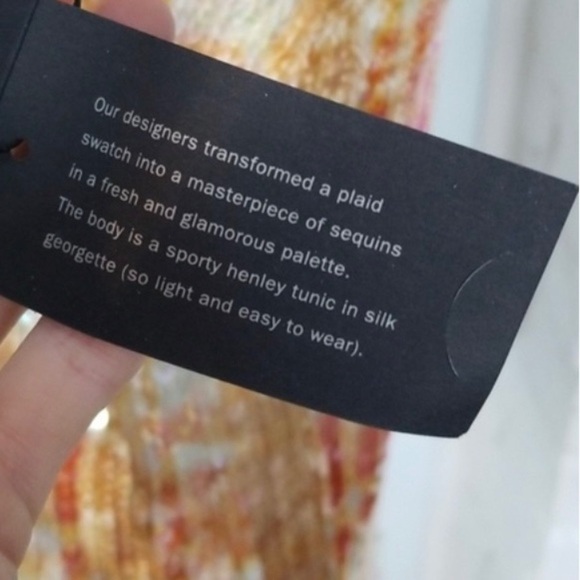 Our designers transformed a plaid
swatch into a masterpiece of sequins
in a fresh and glamorous palette.
The body is a sporty henley tunic in silk
georgette (so light and easy to wear).